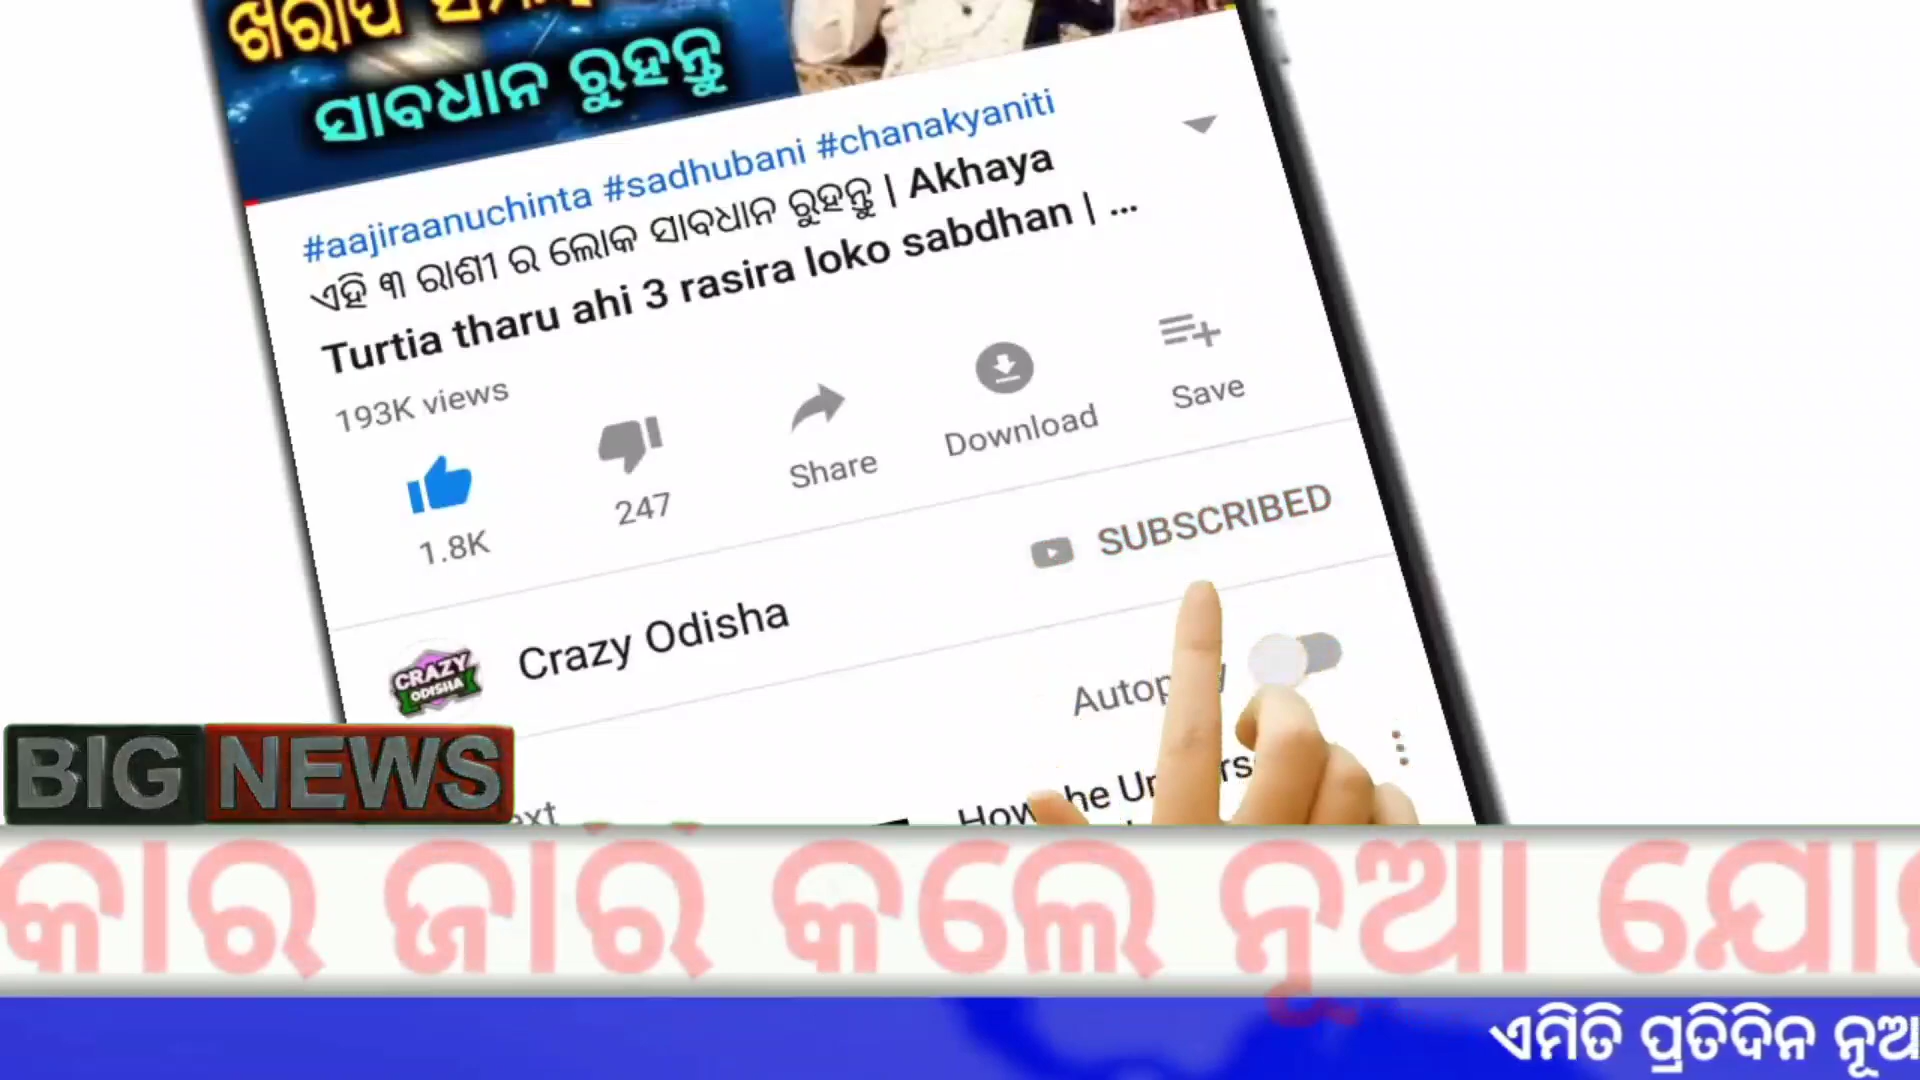 ଖରାପ
ସାବଧାନ ରୁହନ୍ତୁ
#aajiraanuchinta #sadhubani #chanakyaniti
ଏହି ୩ ରାଶୀ ର ଲୋକ ସାବଧାନ ରୁହନ୍ତୁ | Akhaya
Turtia tharu ahi 3 rasira loko sabdhan | ...
193K views
1.8K
247
Share
Download
Save
CRAZY
ODISHA
Crazy Odisha
SUBSCRIBED
How
BIG NEWS
ଜାରି କଲେ ନୂଆ
ଏମିତି ପ୍ରତିଦିନ ନୂଆ